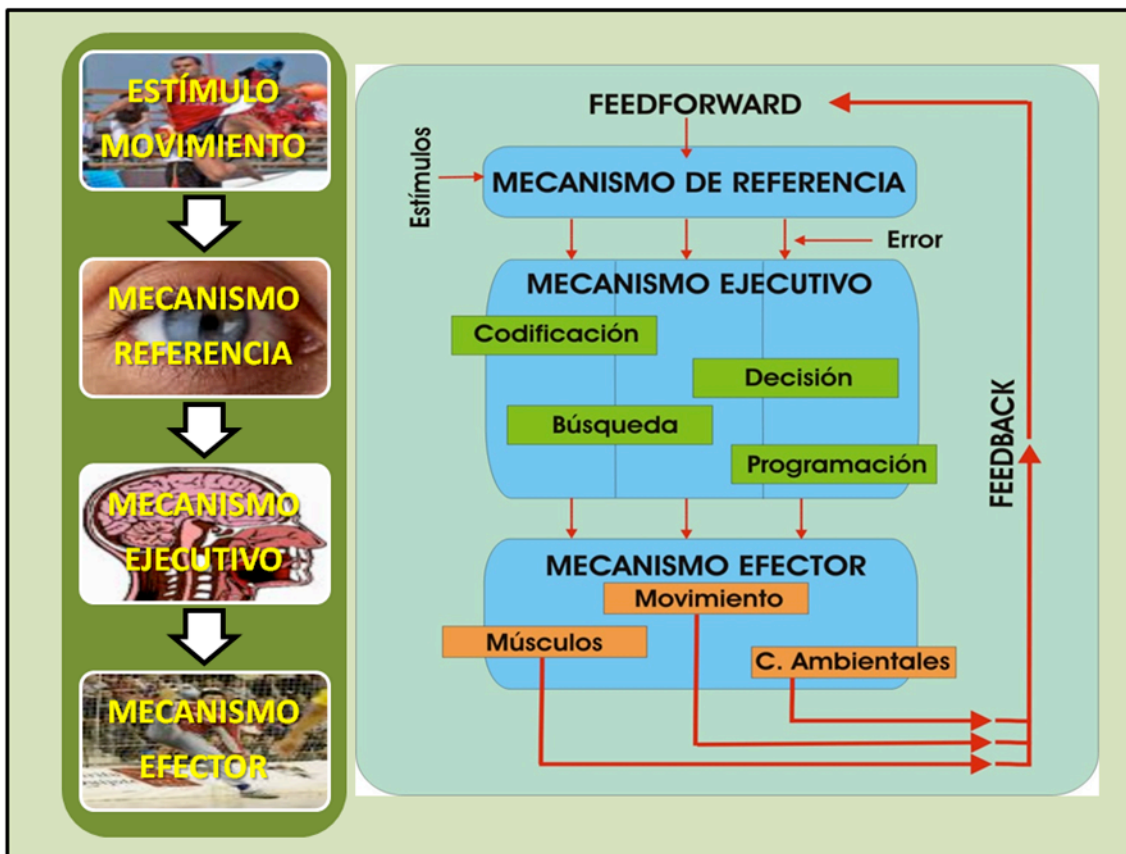 ESTÍMULO
MOVIMIENTO
MECANISMO
REFERENCIA
MECANISMO
EJECUTIVO
MECANISMO
EFECTOR
FEEDFORWARD
Estímulos
MECANISMO DE REFERENCIA
Error
MECANISMO EJECUTIVO
Codificación
Decisión
Búsqueda
Programación
FEEDBACK
MECANISMO EFECTOR
Movimiento
Músculos
C. Ambientales